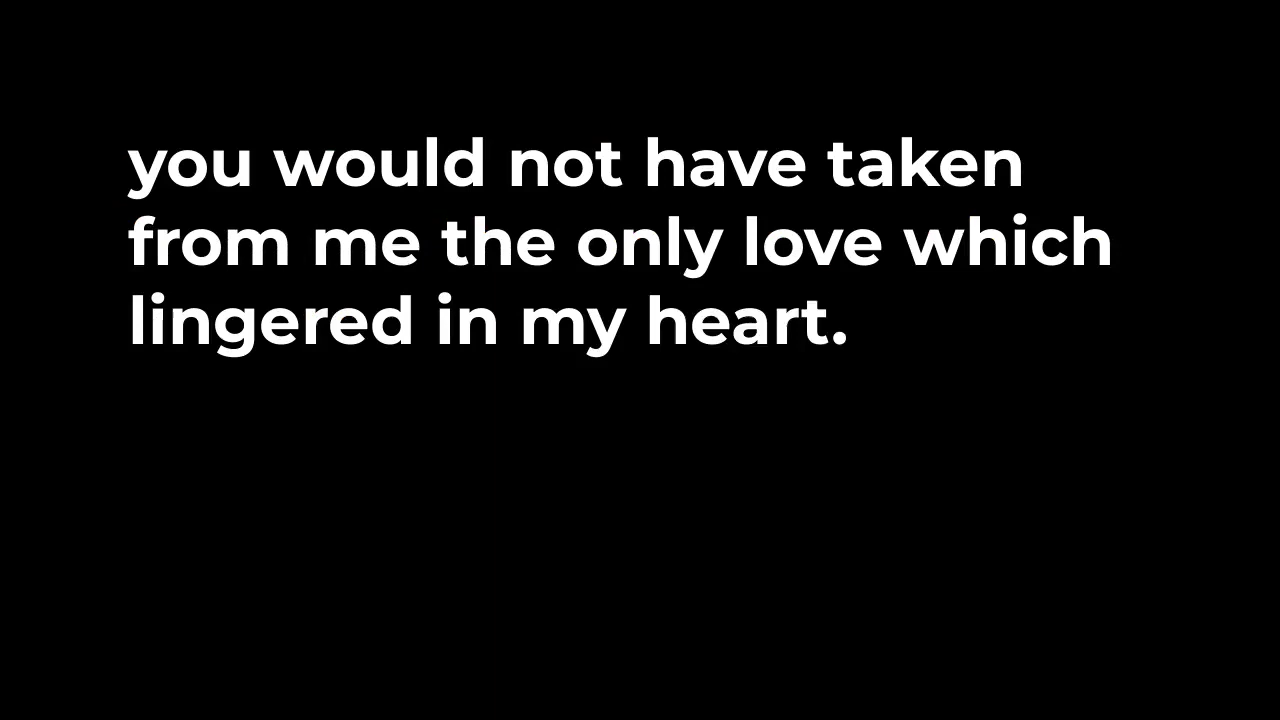 you would not have taken
from me the only love which
lingered in my heart.